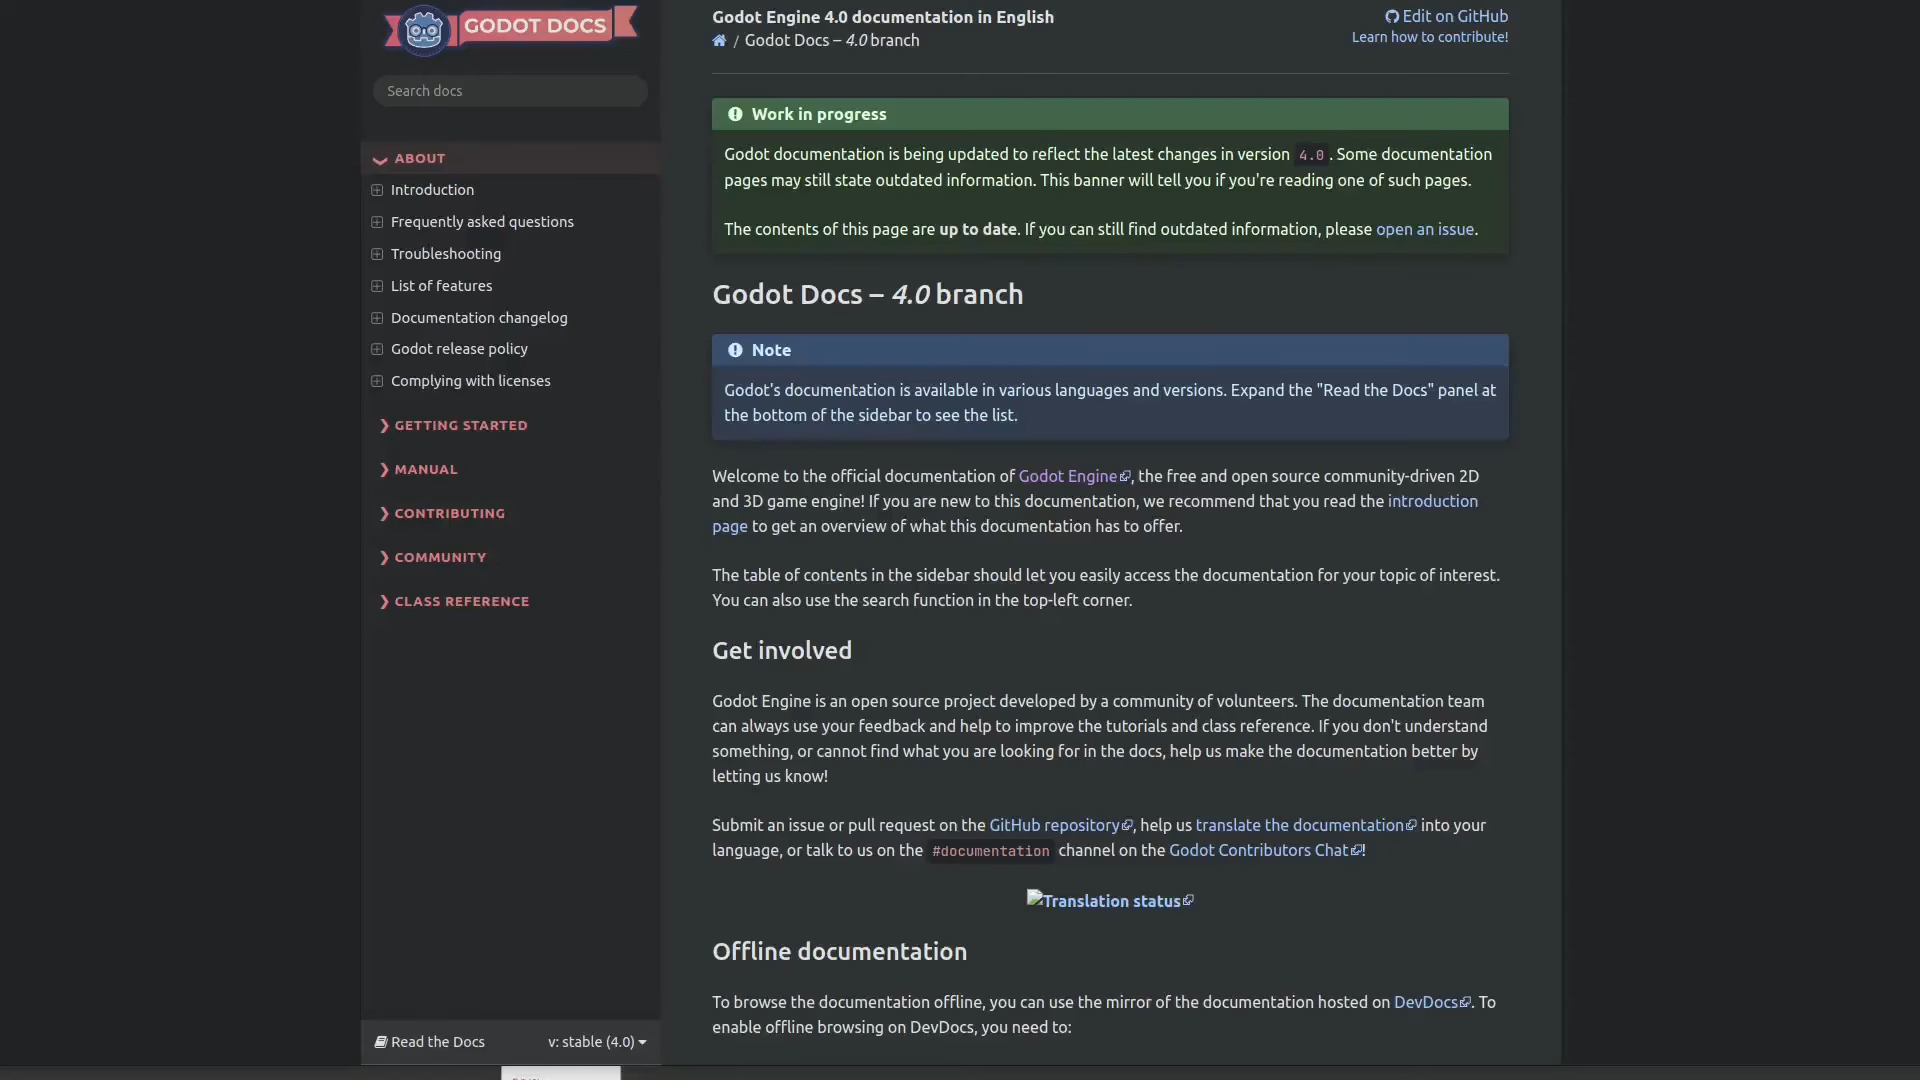 GODOT DOCS
Search docs
ABOUT
Introduction
Frequently asked questions
Troubleshooting
List of features
Documentation changelog
Godot release policy
Complying with licenses
GETTING STARTED
MANUAL
CONTRIBUTING
COMMUNITY
CLASS REFERENCE
Read the Docs
v: stable (4.0)
Godot Engine 4.0 documentation in English
/ Godot Docs – 4.0 branch
Edit on GitHub
Learn how to contribute!
Work in progress
Godot documentation is being updated to reflect the latest changes in version 4.0. Some documentation
pages may still state outdated information. This banner will tell you if you're reading one of such pages.
The contents of this page are up to date. If you can still find outdated information, please open an issue.
Godot Docs – 4.0 branch
Note
Godot's documentation is available in various languages and versions. Expand the "Read the Docs" panel at
the bottom of the sidebar to see the list.
Welcome to the official documentation of Godot Engine, the free and open source community-driven 2D
and 3D game engine! If you are new to this documentation, we recommend that you read the introduction
page to get an overview of what this documentation has to offer.
The table of contents in the sidebar should let you easily access the documentation for your topic of interest.
You can also use the search function in the top-left corner.
Get involved
Godot Engine is an open source project developed by a community of volunteers. The documentation team
can always use your feedback and help to improve the tutorials and class reference. If you don't understand
something, or cannot find what you are looking for in the docs, help us make the documentation better by
letting us know!
Submit an issue or pull request on the GitHub repository, help us translate the documentation into your
language, or talk to us on the #documentation channel on the Godot Contributors Chat!
Translation status
Offline documentation
To browse the documentation offline, you can use the mirror of the documentation hosted on DevDocs. To
enable offline browsing on DevDocs, you need to: